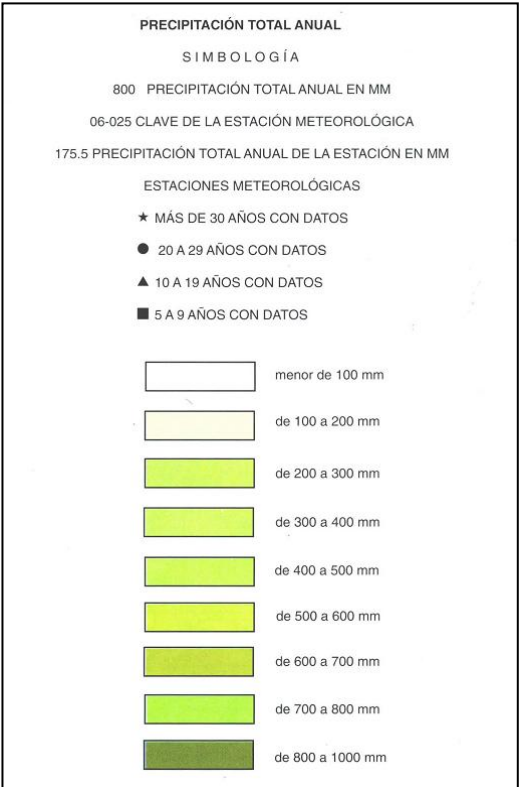 PRECIPITACIÓN TOTAL ANUAL
SIMBOLOGÍA
800 PRECIPITACIÓN TOTAL ANUAL EN MM
06-025 CLAVE DE LA ESTACIÓN METEOROLÓGICA
175.5 PRECIPITACIÓN TOTAL ANUAL DE LA ESTACIÓN EN MM
ESTACIONES METEOROLÓGICAS
★ MÁS DE 30 AÑOS CON DATOS
● 20 A 29 AÑOS CON DATOS
▲ 10 A 19 AÑOS CON DATOS
■ 5 A 9 AÑOS CON DATOS
menor de 100 mm
de 100 a 200 mm
de 200 a 300 mm
de 300 a 400 mm
de 400 a 500 mm
de 500 a 600 mm
de 600 a 700 mm
de 700 a 800 mm
de 800 a 1000 mm